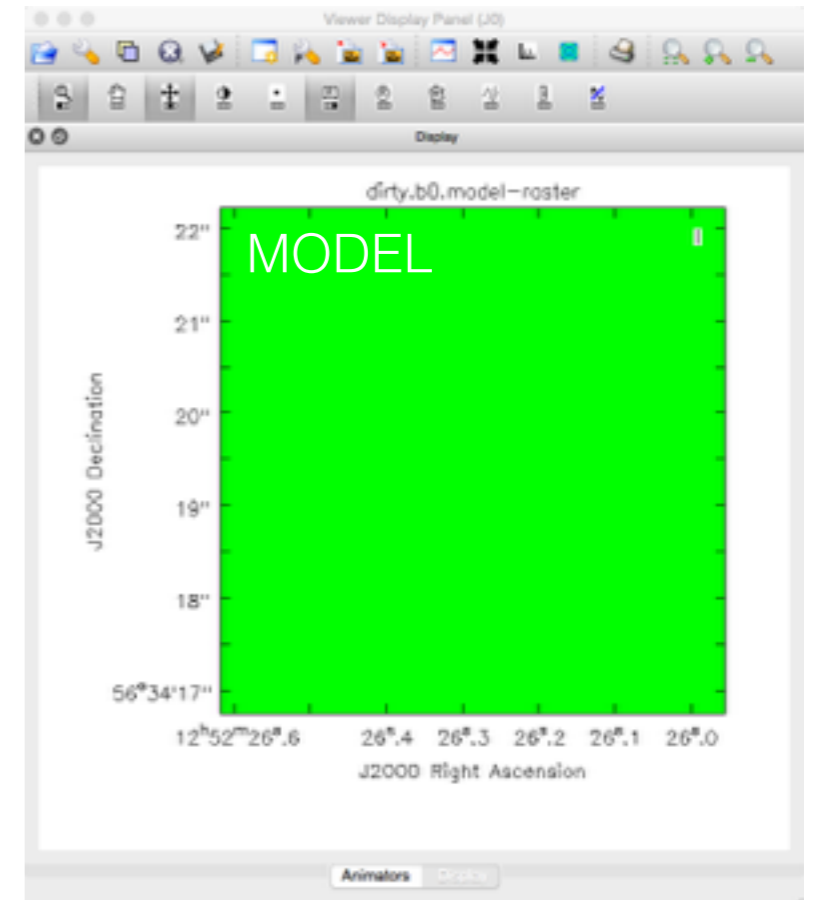 Viewer Display Panel (J0)
Display
dirty.b0.model-raster
MODEL
22"
21"
20"
19"
18"
56°34'17"
J2000 Declination
12ʰ52ᵐ26ˢ.6 26ˢ.4 26ˢ.3 26ˢ.2 26ˢ.1 26ˢ.0
J2000 Right Ascension
Animators Display